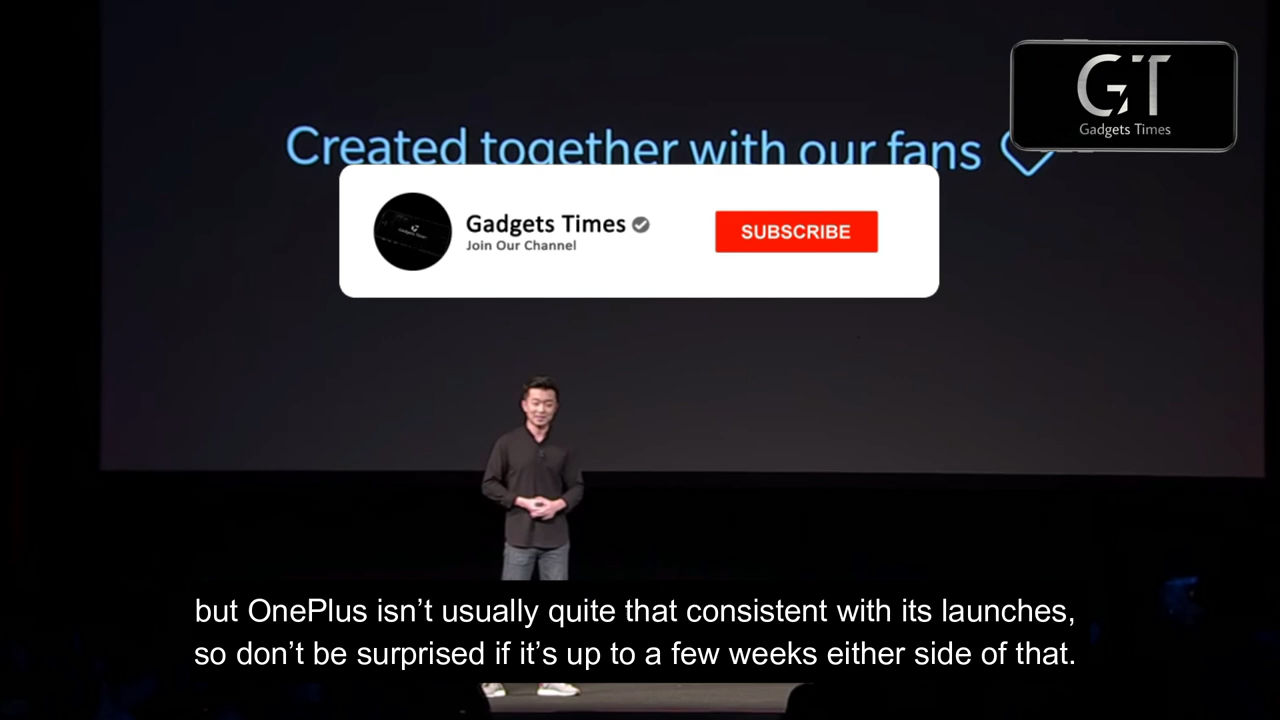 Created together with our fans
GT
Gadgets Times
Gadgets Times
Join Our Channel
SUBSCRIBE
but OnePlus isn’t usually quite that consistent with its launches,
so don’t be surprised if it’s up to a few weeks either side of that.